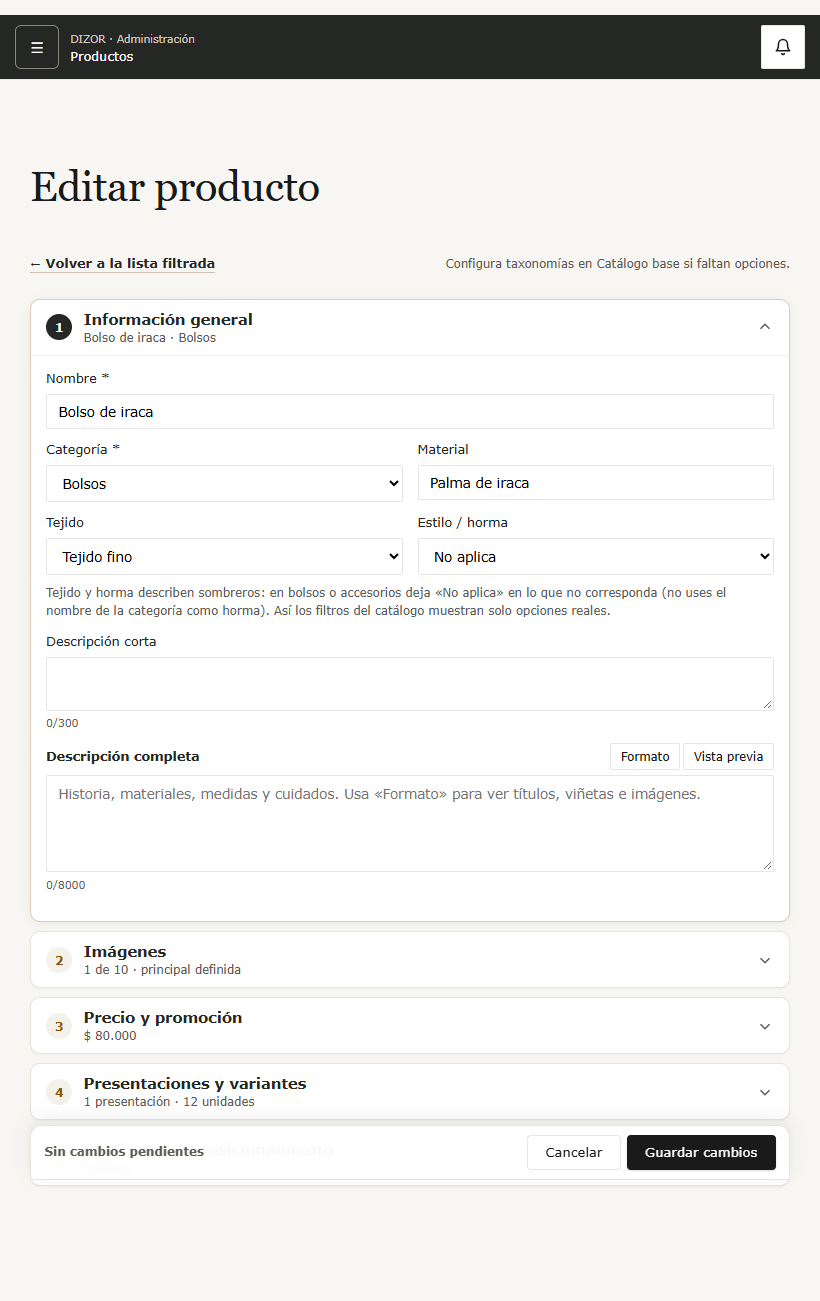 DIZOR · Administración
Productos
Editar producto
← Volver a la lista filtrada
Configura taxonomías en Catálogo base si faltan opciones.
1
Información general
Bolso de iraca · Bolsos
Nombre *
Bolso de iraca
Categoría *
Material
Bolsos
Palma de iraca
Tejido
Estilo / horma
Tejido fino
No aplica
Tejido y horma describen sombreros: en bolsos o accesorios deja «No aplica» en lo que no corresponda (no uses el
nombre de la categoría como horma). Así los filtros del catálogo muestran solo opciones reales.
Descripción corta
0/300
Descripción completa
Formato
Vista previa
Historia, materiales, medidas y cuidados. Usa «Formato» para ver títulos, viñetas e imágenes.
0/8000
2
Imágenes
1 de 10 · principal definida
3
Precio y promoción
$ 80.000
4
Presentaciones y variantes
1 presentación · 12 unidades
Sin cambios pendientes
Cancelar
Guardar cambios